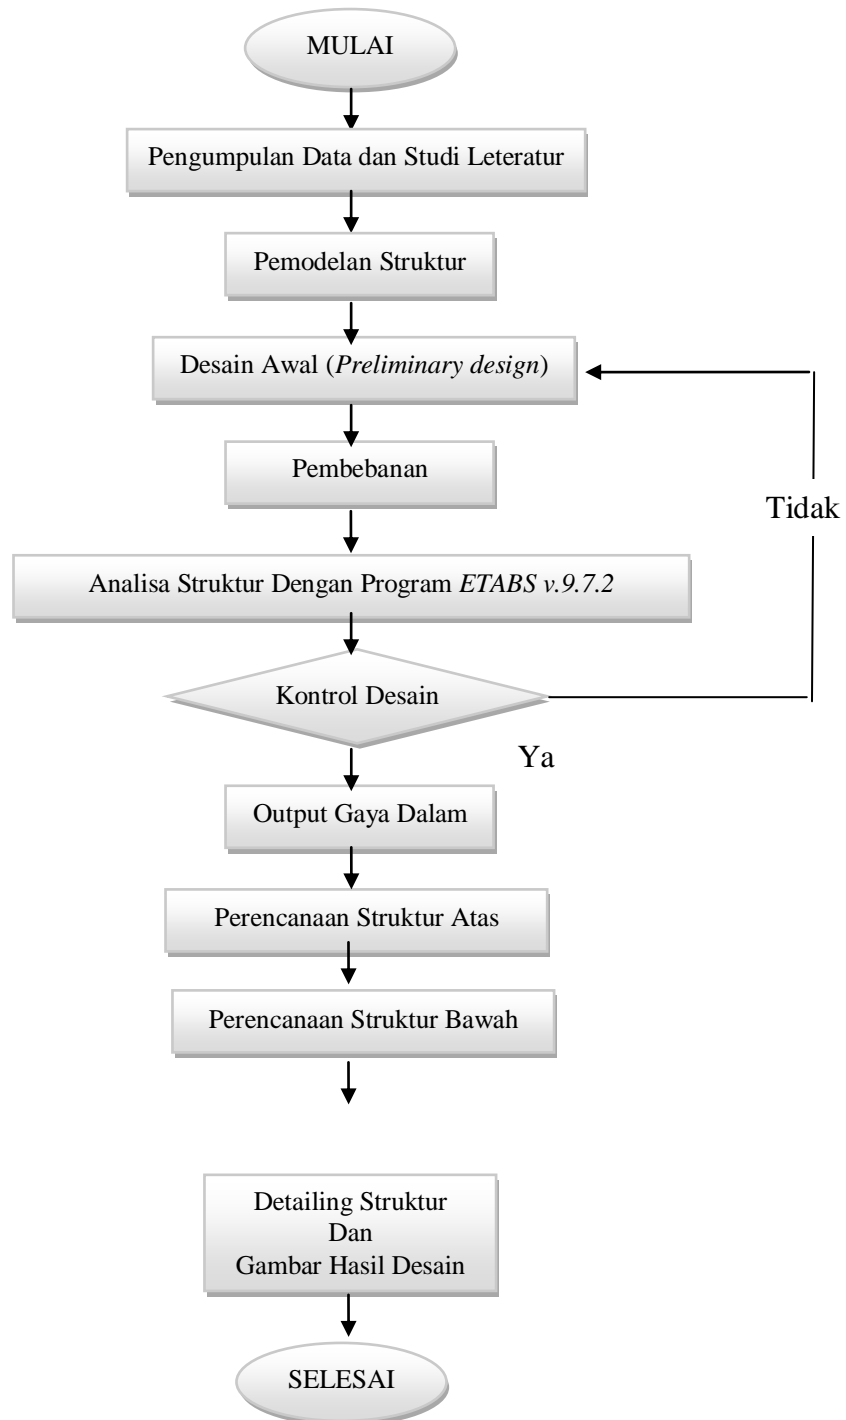 MULAI
Pengumpulan Data dan Studi Leteratur
Pemodelan Struktur
Desain Awal (Preliminary design)
Pembebanan
Tidak
Analisa Struktur Dengan Program ETABS v.9.7.2
Kontrol Desain
Ya
Output Gaya Dalam
Perencanaan Struktur Atas
Perencanaan Struktur Bawah
Detailing Struktur
Dan
Gambar Hasil Desain
SELESAI